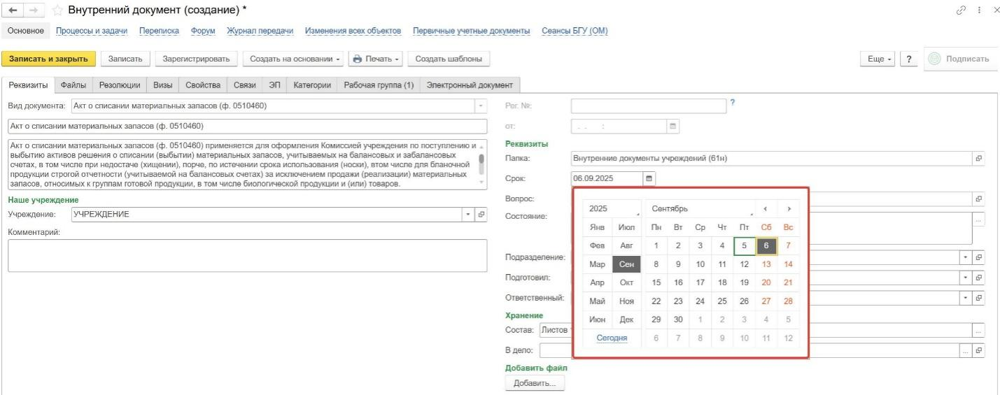 Внутренний документ (создание) *
Основное Процессы и задачи Переписка Форум Журнал передачи Изменения всех объектов Первичные учетные документы Сеансы БГУ (ОМ)
Записать и закрыть Записать Зарегистрировать Создать на основании Печать Создать шаблоны Еще ? Подписать
Реквизиты Файлы Резолюции Визы Свойства Связи ЭП Категории Рабочая группа (1) Электронный документ
Вид документа: Акт о списании материальных запасов (ф. 0510460)
Акт о списании материальных запасов (ф. 0510460)
Акт о списании материальных запасов (ф. 0510460) применяется для оформления Комиссией учреждения по поступлению и
выбытию активов решения о списании (выбытии) материальных запасов, учитываемых на балансовых и забалансовых
счетах, в том числе при недостаче (хищении), порче, по истечении срока использования (носки), втом числе для бланочной
продукции строгой отчетности (учитываемой на балансовых счетах) за исключением продажи (реализации) материальных
запасов, относимых к группам готовой продукции, в том числе биологической продукции и (или) товаров.
Наше учреждение
Учреждение: УЧРЕЖДЕНИЕ
Комментарий:
Рег. №: ?
от: . . :
Реквизиты
Папка: Внутренние документы учреждений (61н)
Срок: 06.09.2025
Вопрос:
Состояние: ...
Подразделение:
Подготовил:
Ответственный:
Хранение
Состав: Листов ...
В дело: ...
Добавить файл
Добавить...
2025 Сентябрь
Янв Июл Пн Вт Ср Чт Пт Сб Вс
Фев Авг 1 2 3 4 5 6 7
Мар Сен 8 9 10 11 12 13 14
Апр Окт 15 16 17 18 19 20 21
Май Ноя 22 23 24 25 26 27 28
Июн Дек 29 30 1 2 3 4 5
Сегодня 6 7 8 9 10 11 12